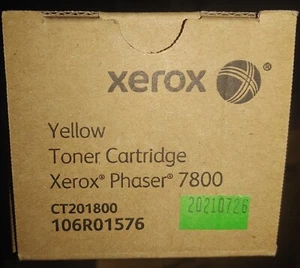 xerox
Yellow
Toner Cartridge
Xerox® Phaser® 7800
CT201800
106R01576
20210726